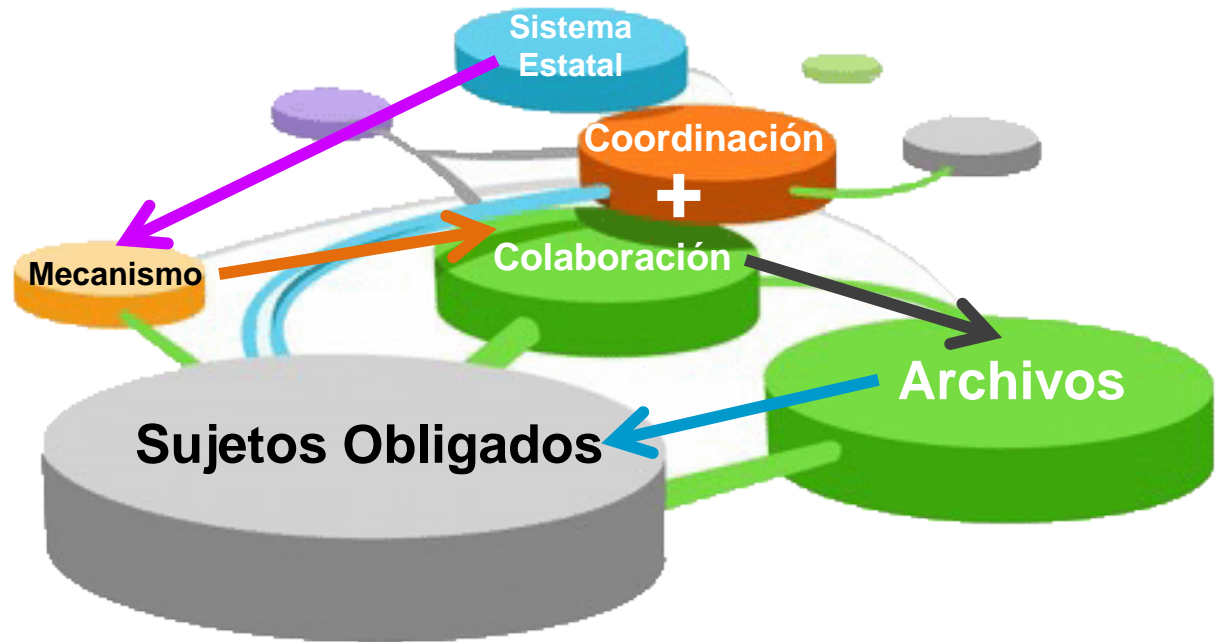 Sistema
Estatal
Coordinación
+
Colaboración
Mecanismo
Archivos
Sujetos Obligados